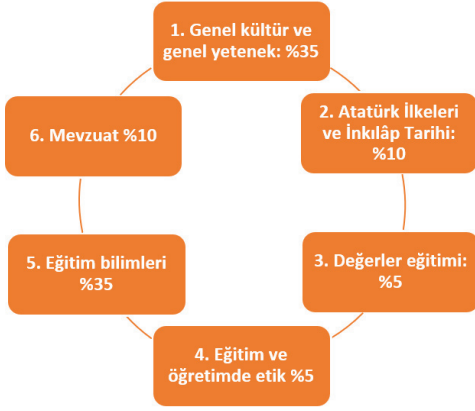 1. Genel kültür ve
genel yetenek: %35
2. Atatürk İlkeleri
ve İnkılâp Tarihi:
%10
3. Değerler eğitimi:
%5
4. Eğitim ve
öğretimde etik %5
5. Eğitim bilimleri
%35
6. Mevzuat %10